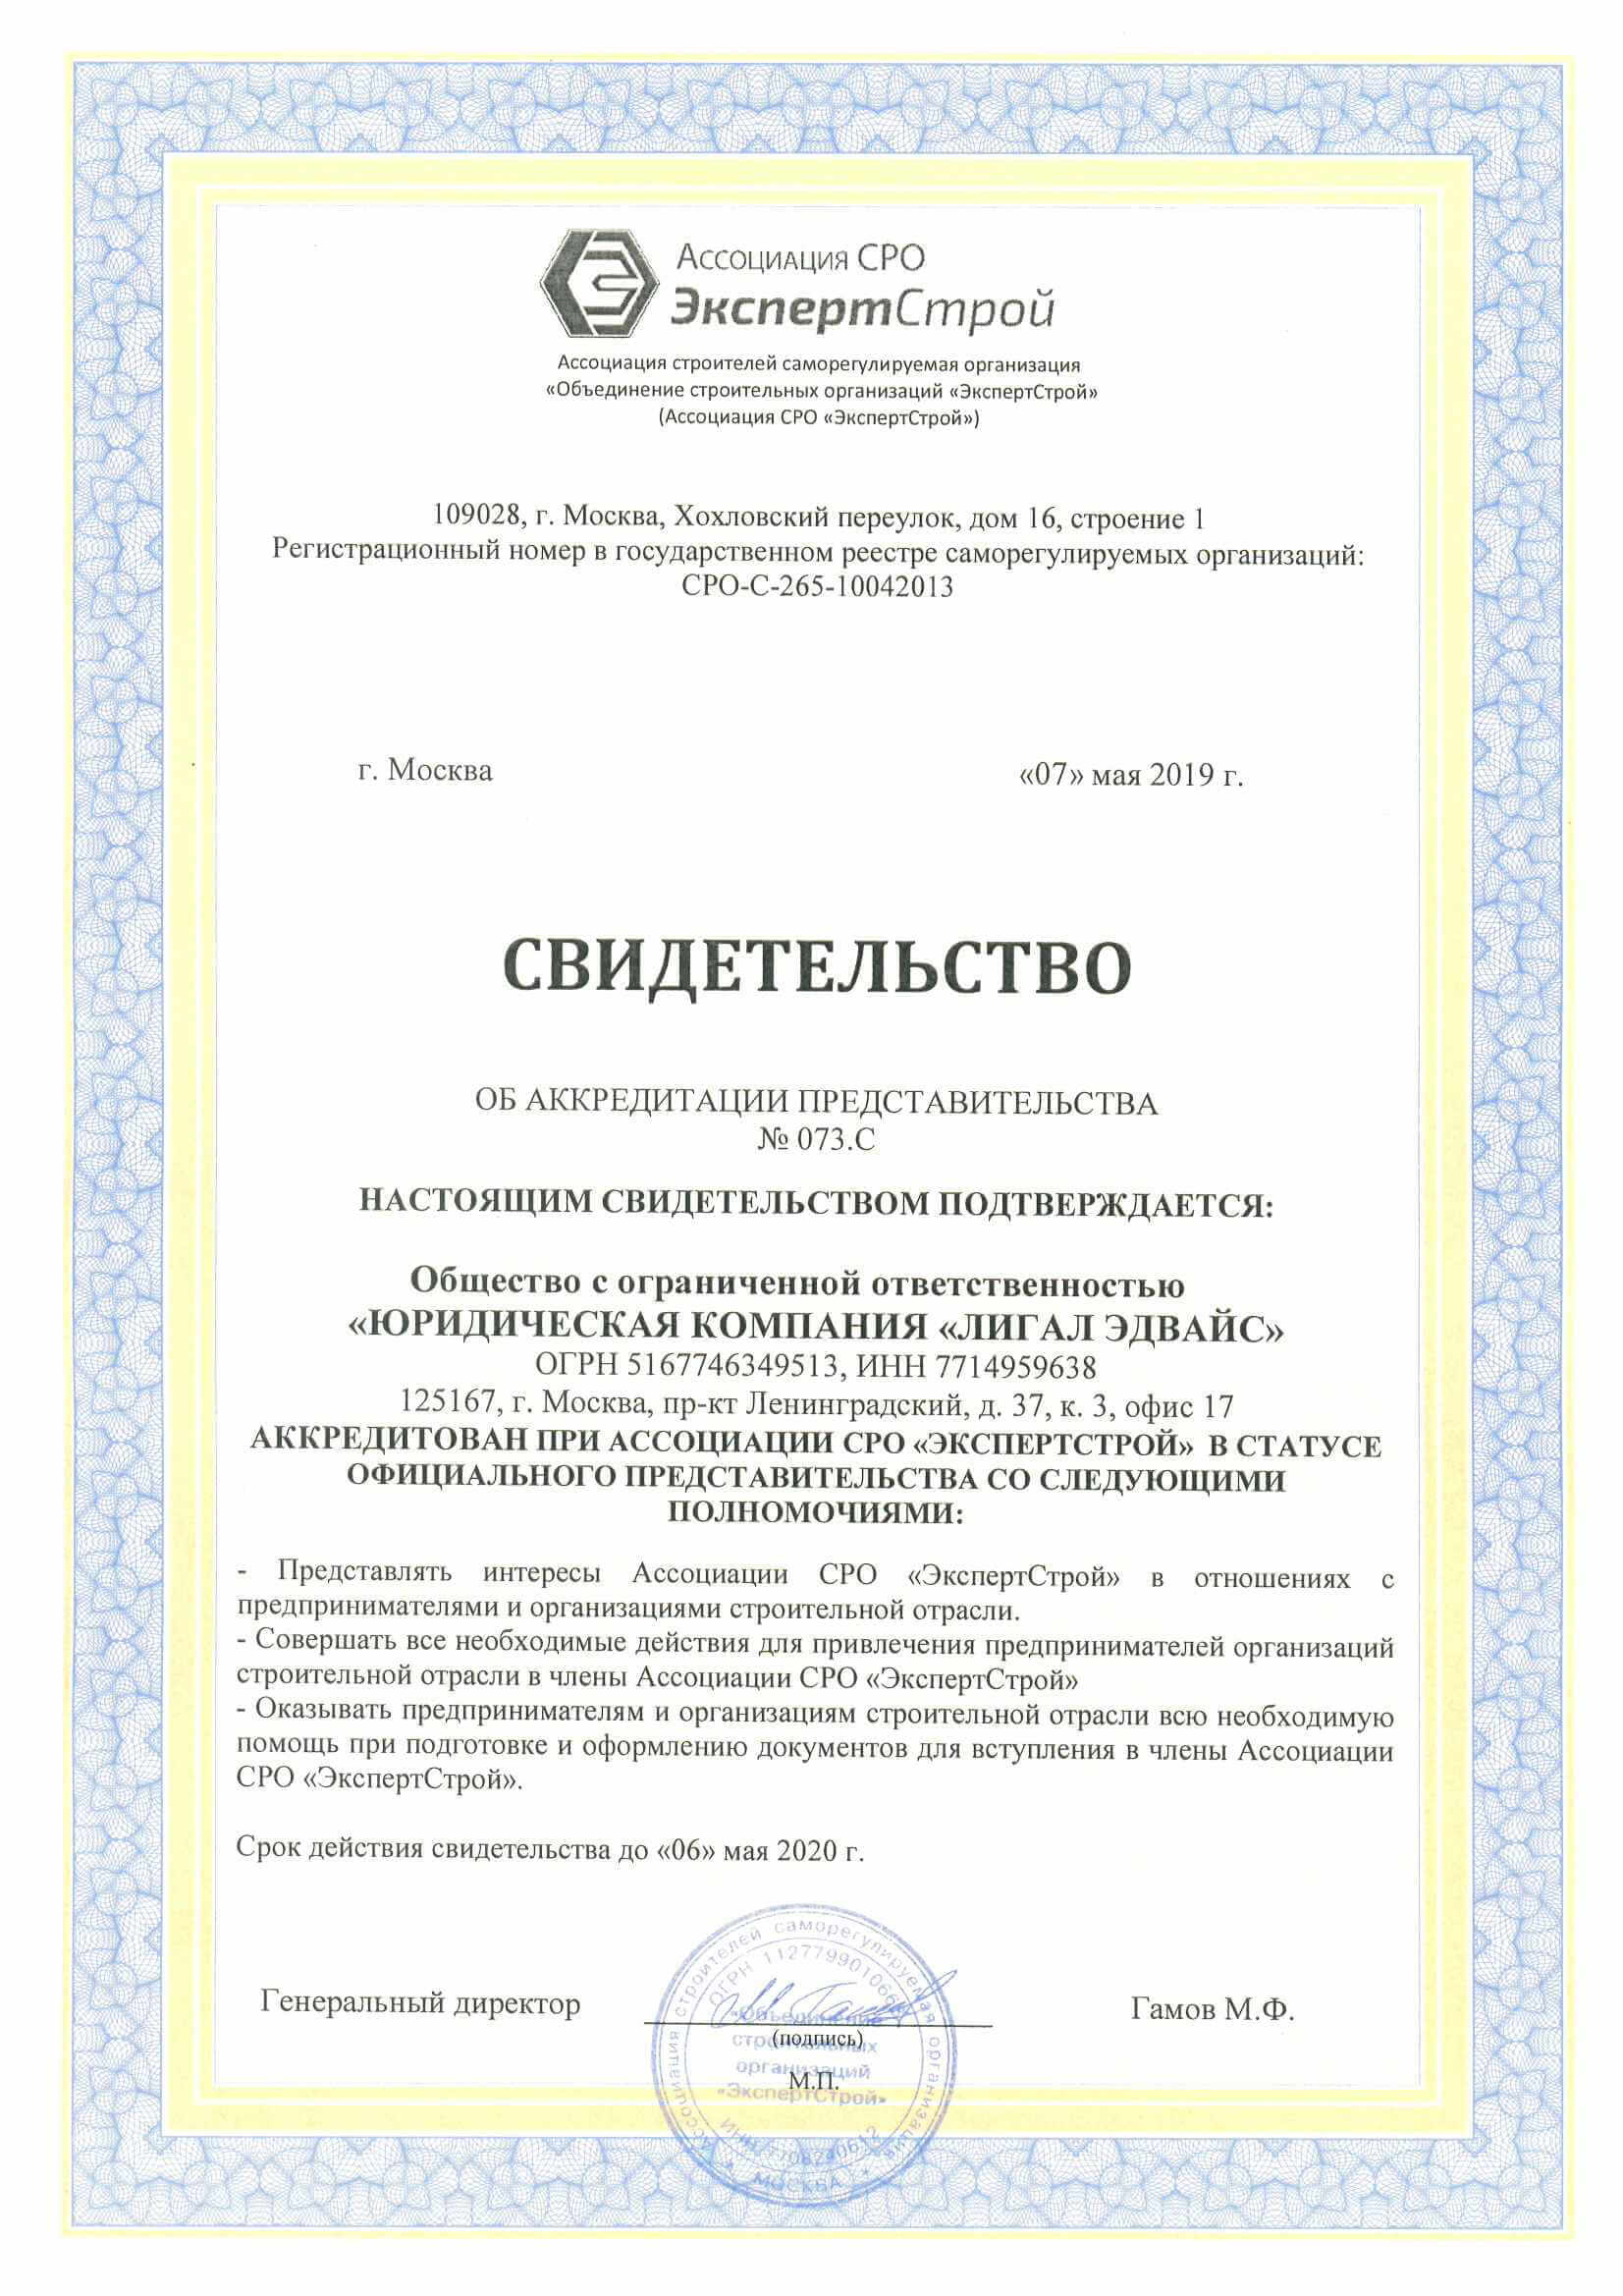 Ассоциация СРО
ЭкспертСтрой
Ассоциация строителей саморегулируемая организация
«Объединение строительных организаций «ЭкспертСтрой»
(Ассоциация СРО «ЭкспертСтрой»)
109028, г. Москва, Хохловский переулок, дом 16, строение 1
Регистрационный номер в государственном реестре саморегулируемых организаций:
СРО-С-265-10042013
г. Москва «07» мая 2019 г.
СВИДЕТЕЛЬСТВО
ОБ АККРЕДИТАЦИИ ПРЕДСТАВИТЕЛЬСТВА
№ 073.С
НАСТОЯЩИМ СВИДЕТЕЛЬСТВОМ ПОДТВЕРЖДАЕТСЯ:
Общество с ограниченной ответственностью
«ЮРИДИЧЕСКАЯ КОМПАНИЯ «ЛИГАЛ ЭДВАЙС»
ОГРН 5167746349513, ИНН 7714959638
125167, г. Москва, пр-кт Ленинградский, д. 37, к. 3, офис 17
АККРЕДИТОВАН ПРИ АССОЦИАЦИИ СРО «ЭКСПЕРТСТРОЙ» В СТАТУСЕ
ОФИЦИАЛЬНОГО ПРЕДСТАВИТЕЛЬСТВА СО СЛЕДУЮЩИМИ
ПОЛНОМОЧИЯМИ:
- Представлять интересы Ассоциации СРО «ЭкспертСтрой» в отношениях с
предпринимателями и организациями строительной отрасли.
- Совершать все необходимые действия для привлечения предпринимателей организаций
строительной отрасли в члены Ассоциации СРО «ЭкспертСтрой»
- Оказывать предпринимателям и организациям строительной отрасли всю необходимую
помощь при подготовке и оформлению документов для вступления в члены Ассоциации
СРО «ЭкспертСтрой».
Срок действия свидетельства до «06» мая 2020 г.
Генеральный директор Гамов М.Ф.
(подпись)
М.П.
Ассоциация строителей саморегулируемая организация
«Объединение
строительных
организаций
«ЭкспертСтрой»
МОСКВА